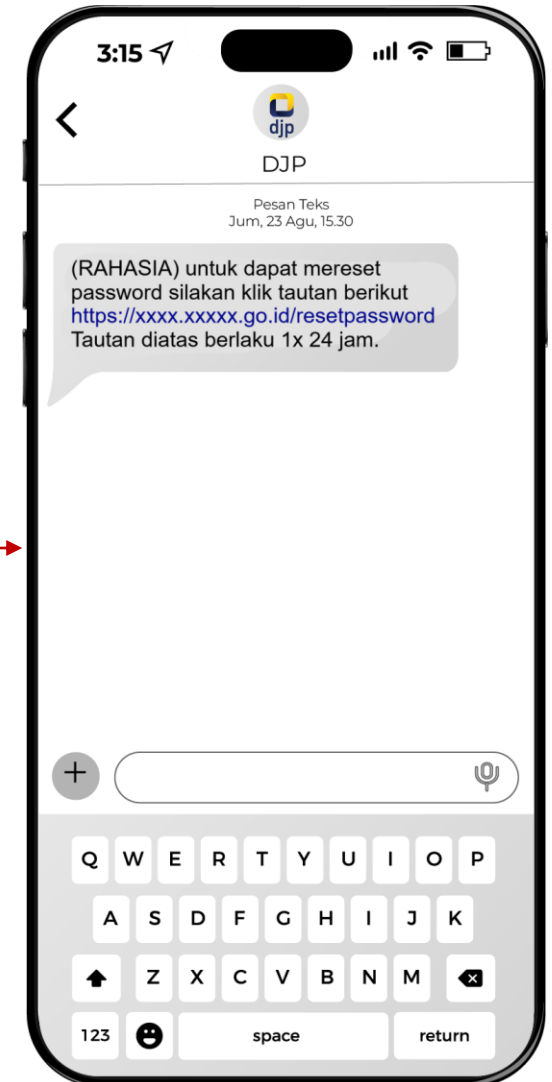 3:15
djp
DJP
Pesan Teks
Jum, 23 Agu, 15.30
(RAHASIA) untuk dapat mereset
password silakan klik tautan berikut
https://xxxx.xxxxx.go.id/resetpassword
Tautan diatas berlaku 1x 24 jam.
Q W E R T Y U I O P
A S D F G H I J K
Z X C V B N M
123 space return